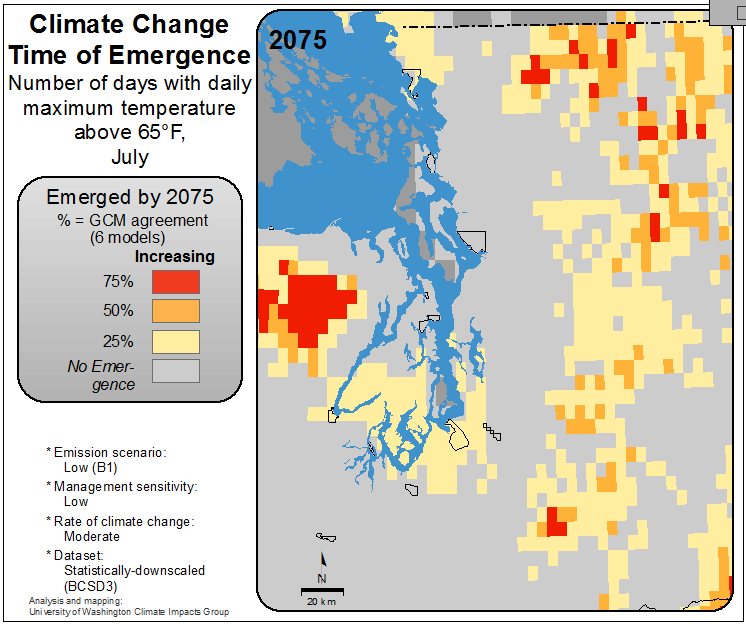 Climate Change
Time of Emergence
Number of days with daily
maximum temperature
above 65°F,
July
Emerged by 2075
% = GCM agreement
(6 models)
Increasing
75%
50%
25%
No Emer-
gence
* Emission scenario:
Low (B1)
* Management sensitivity:
Low
* Rate of climate change:
Moderate
* Dataset:
Statistically-downscaled
(BCSD3)
Analysis and mapping:
University of Washington Climate Impacts Group
2075
N
20 km